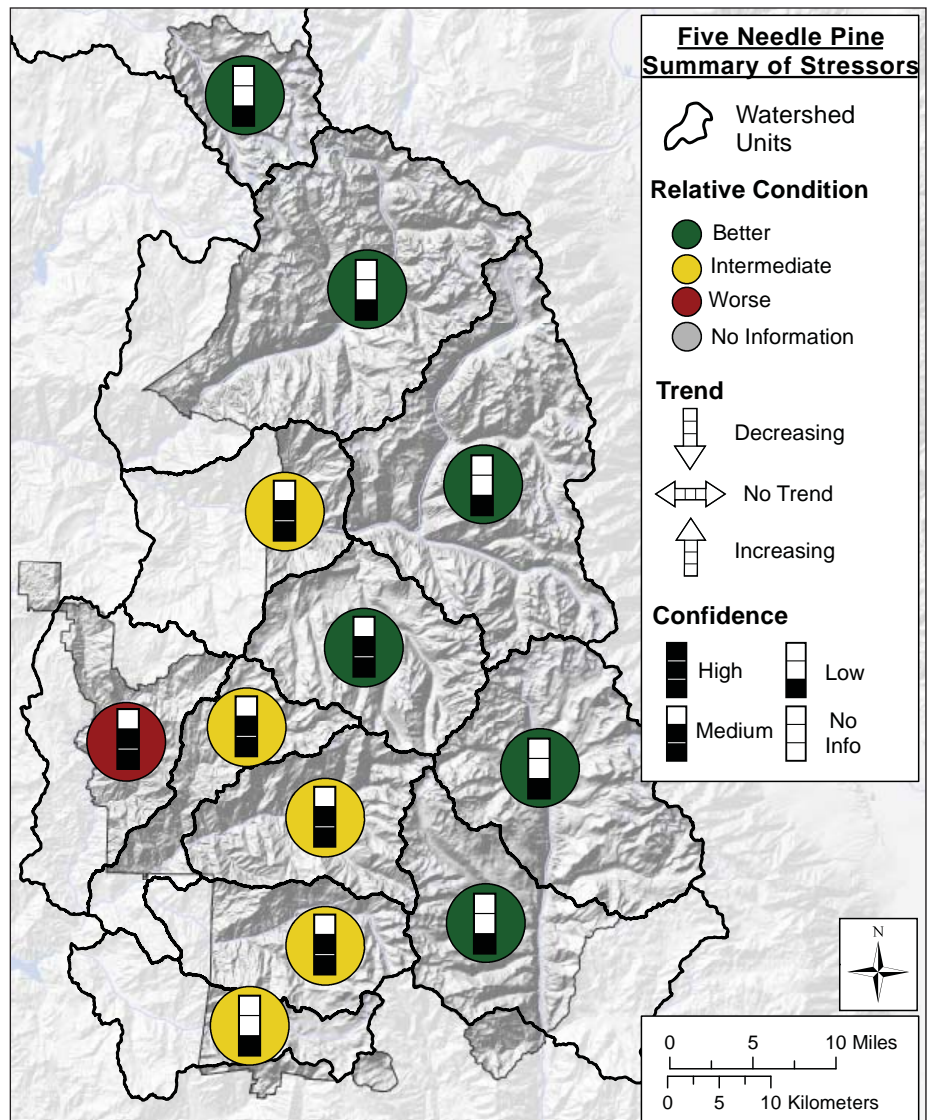 Five Needle Pine
Summary of Stressors
Watershed
Units
Relative Condition
Better
Intermediate
Worse
No Information
Trend
Decreasing
No Trend
Increasing
Confidence
High
Low
Medium
No
Info
N
0 5 10 Miles
0 5 10 Kilometers